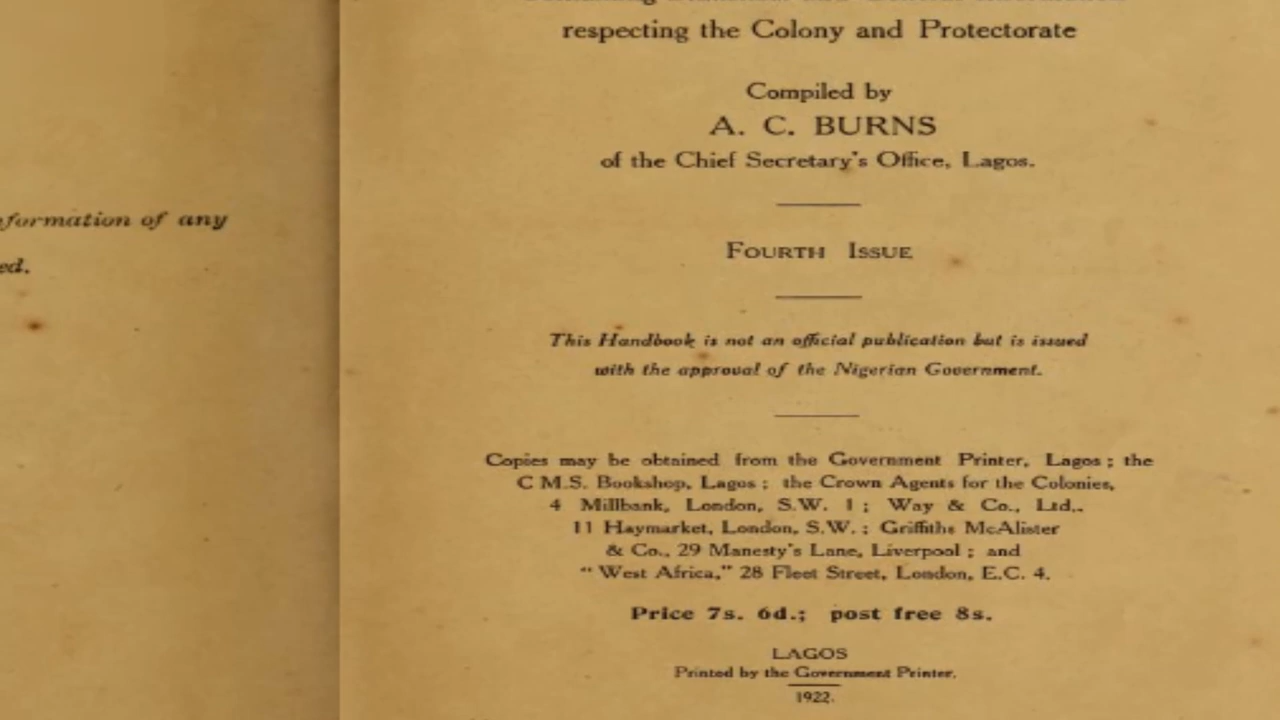 formation of any
ed.
respecting the Colony and Protectorate
Compiled by
A. C. BURNS
of the Chief Secretary's Office, Lagos.
FOURTH ISSUE
This Handbook is not an official publication but is issued
with the approval of the Nigerian Government.
Copies may be obtained from the Government Printer, Lagos ; the
C M.S. Bookshop, Lagos ; the Crown Agents for the Colonies,
4 Millbank, London, S.W. 1 ; Way & Co., Ltd.,
11 Haymarket, London, S.W. ; Griffiths McAlister
& Co., 29 Manesty's Lane, Liverpool ; and
“ West Africa,” 28 Fleet Street, London, E.C. 4.
Price 7s. 6d.; post free 8s.
LAGOS
Printed by the Government Printer.
1922.